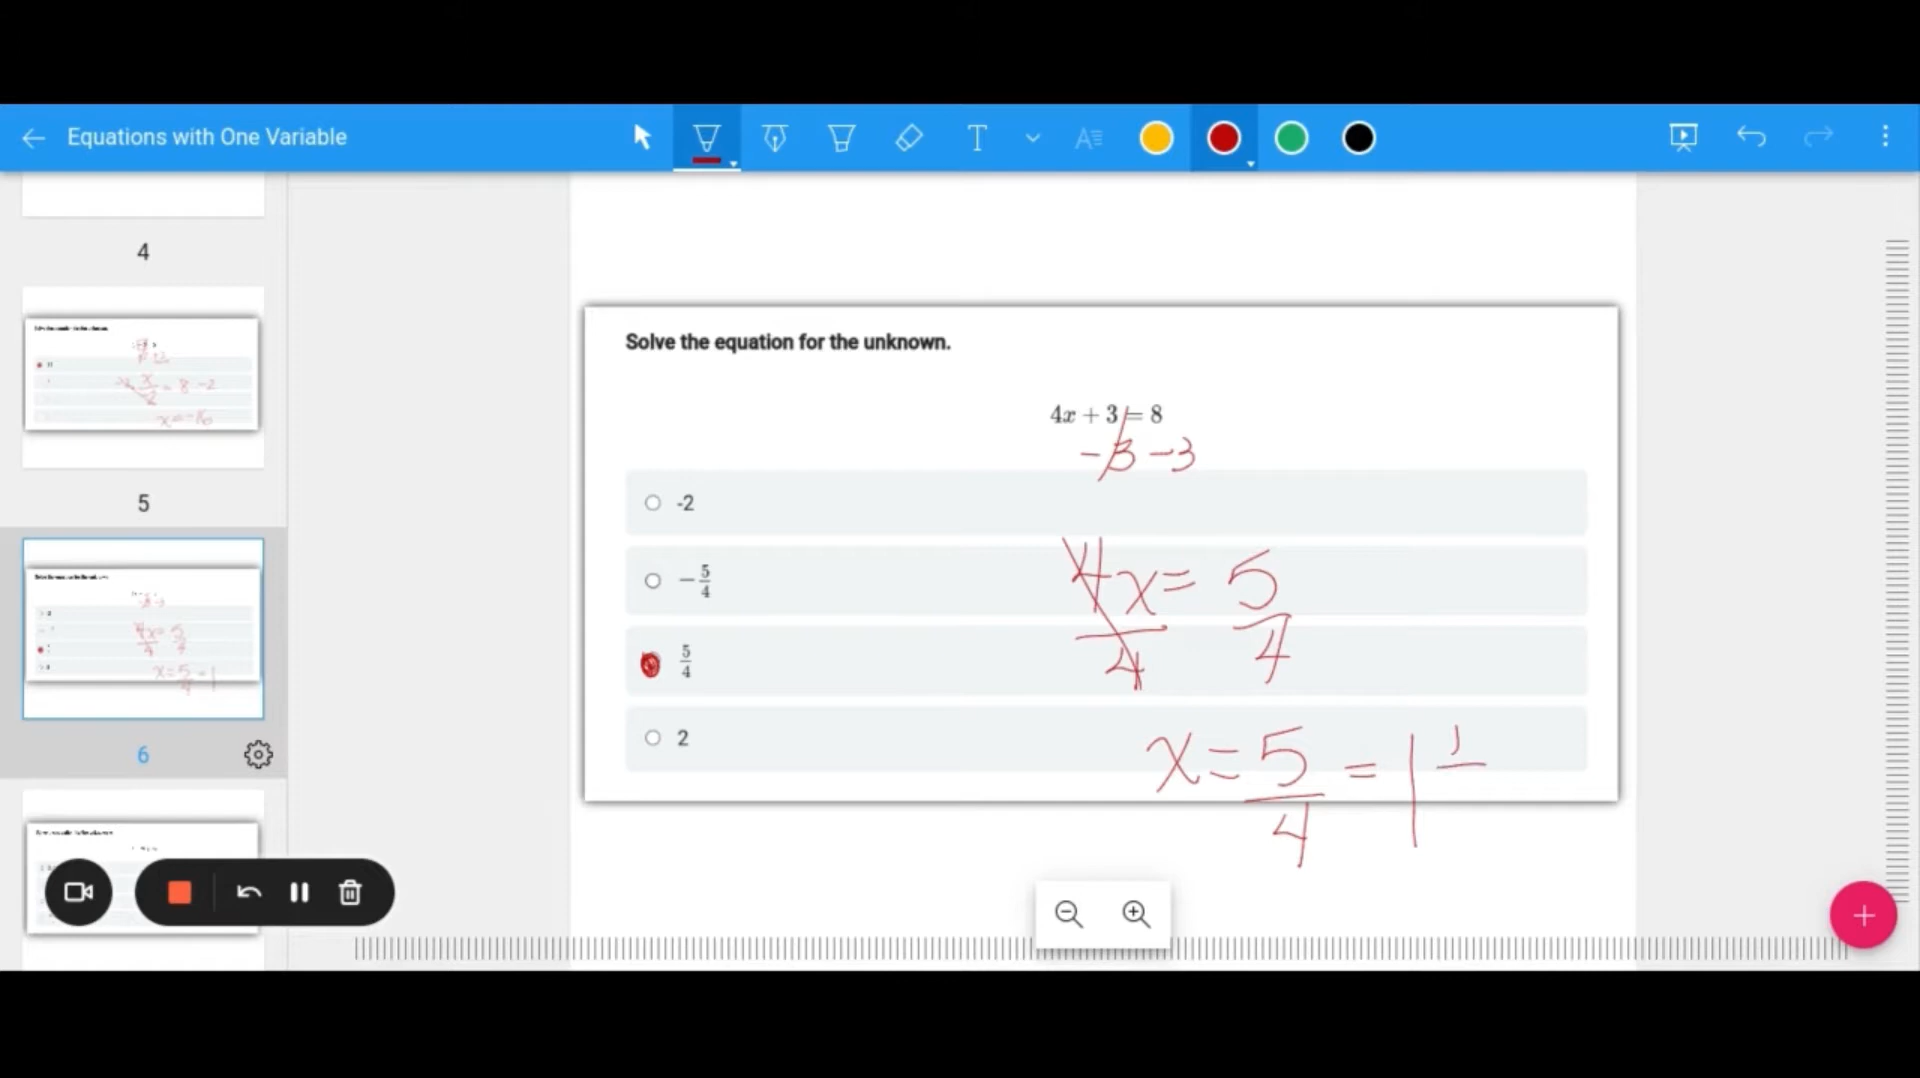 Equations with One Variable
T
A
4
5
6
Solve the equation for the unknown.
4x + 3 = 8
-3 -3
-2
4x = 5
-5/4
4 4
5/4
2
x = 5/4 = 1 1